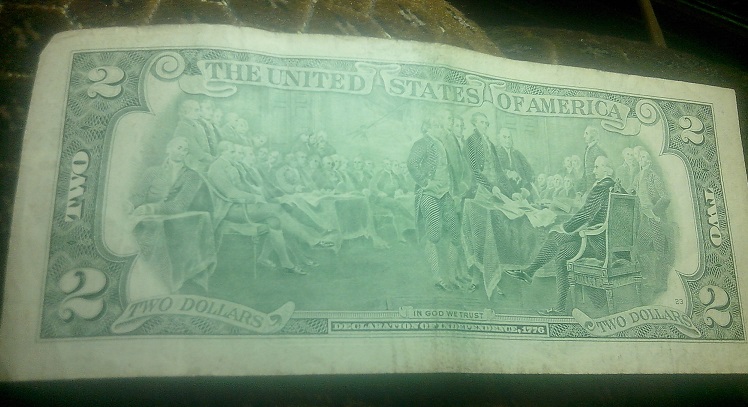 THE UNITED STATES OF AMERICA
2
2
TWO
TWO
2
2
23
TWO DOLLARS
IN GOD WE TRUST
TWO DOLLARS
DECLARATION OF INDEPENDENCE, 1776